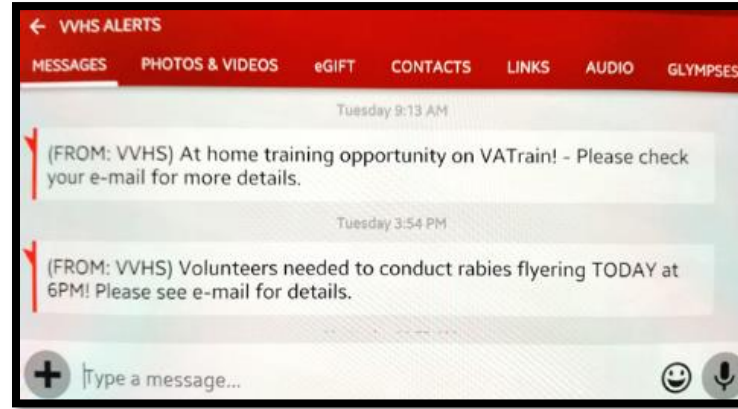 VVHS ALERTS
MESSAGES PHOTOS & VIDEOS eGIFT CONTACTS LINKS AUDIO GLYMPSES
Tuesday 9:13 AM
(FROM: VVHS) At home training opportunity on VATrain! - Please check
your e-mail for more details.
Tuesday 3:54 PM
(FROM: VVHS) Volunteers needed to conduct rabies flyering TODAY at
6PM! Please see e-mail for details.
Type a message...